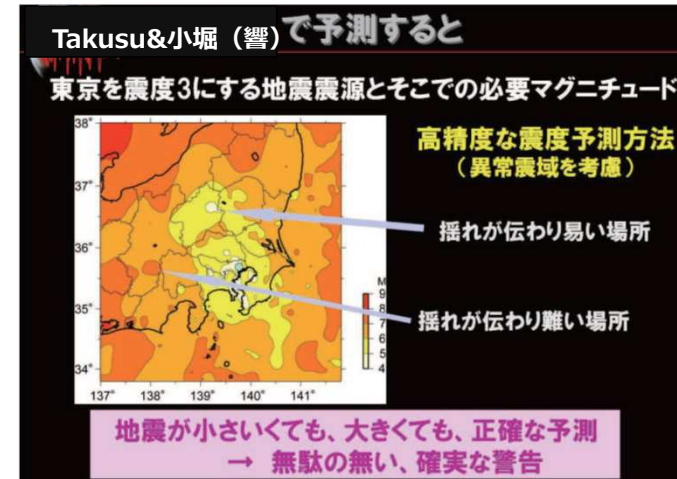 Takusu&小堀（響）で予測すると
東京を震度3にする地震震源とそこでの必要マグニチュード
高精度な震度予測方法
（異常震域を考慮）
揺れが伝わり易い場所
揺れが伝わり難い場所
38°
37°
36°
35°
34°
137° 138° 139° 140° 141°
M
9
8
7
6
5
4
地震が小さいくても、大きくても、正確な予測
→ 無駄の無い、確実な警告